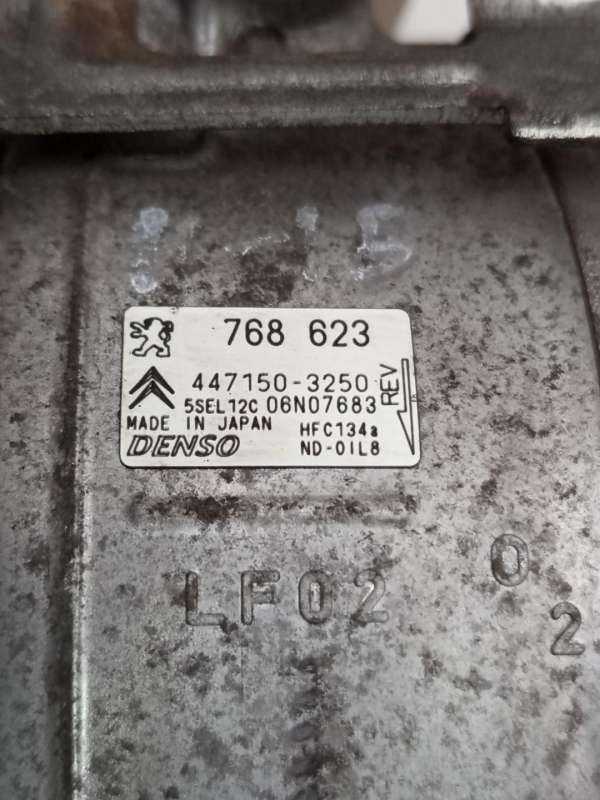 768 623
447150-3250
5SEL12C 06N07683
REV
MADE IN JAPAN HFC134a
DENSO ND-OIL8
LF02
0
2